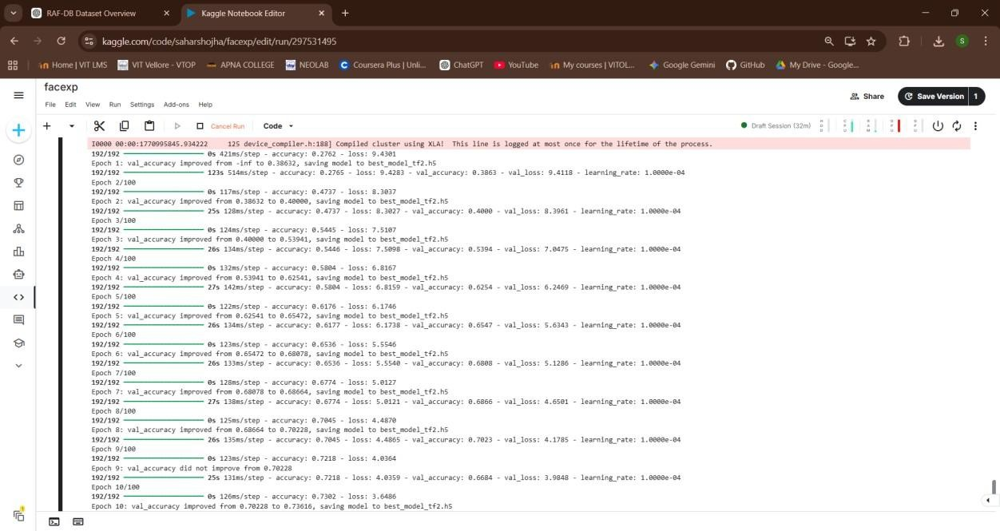 RAF-DB Dataset Overview
Kaggle Notebook Editor
kaggle.com/code/saharshojha/facexp/edit/run/297531495
S
Home | VIT LMS
VIT Vellore - VTOP
APNA COLLEGE
NEOLAB
Coursera Plus | Unli...
ChatGPT
YouTube
My courses | VITOL...
Google Gemini
GitHub
My Drive - Google...
facexp
File Edit View Run Settings Add-ons Help
Share
Save Version 1
Cancel Run
Code
Draft Session (32m)
HDD
CPU
RAM
GPU
GPU
I0000 00:00:1770995845.934222 125 device_compiler.h:188] Compiled cluster using XLA! This line is logged at most once for the lifetime of the process.
192/192 ━━━━━━━━━━━━━━━━━━━━ 0s 421ms/step - accuracy: 0.2762 - loss: 9.4301
Epoch 1: val_accuracy improved from -inf to 0.38632, saving model to best_model_tf2.h5
192/192 ━━━━━━━━━━━━━━━━━━━━ 123s 514ms/step - accuracy: 0.2765 - loss: 9.4283 - val_accuracy: 0.3863 - val_loss: 9.4118 - learning_rate: 1.0000e-04
Epoch 2/100
192/192 ━━━━━━━━━━━━━━━━━━━━ 0s 117ms/step - accuracy: 0.4737 - loss: 8.3037
Epoch 2: val_accuracy improved from 0.38632 to 0.40000, saving model to best_model_tf2.h5
192/192 ━━━━━━━━━━━━━━━━━━━━ 25s 128ms/step - accuracy: 0.4737 - loss: 8.3027 - val_accuracy: 0.4000 - val_loss: 8.3961 - learning_rate: 1.0000e-04
Epoch 3/100
192/192 ━━━━━━━━━━━━━━━━━━━━ 0s 124ms/step - accuracy: 0.5445 - loss: 7.5107
Epoch 3: val_accuracy improved from 0.40000 to 0.53941, saving model to best_model_tf2.h5
192/192 ━━━━━━━━━━━━━━━━━━━━ 26s 134ms/step - accuracy: 0.5446 - loss: 7.5098 - val_accuracy: 0.5394 - val_loss: 7.0475 - learning_rate: 1.0000e-04
Epoch 4/100
192/192 ━━━━━━━━━━━━━━━━━━━━ 0s 132ms/step - accuracy: 0.5804 - loss: 6.8167
Epoch 4: val_accuracy improved from 0.53941 to 0.62541, saving model to best_model_tf2.h5
192/192 ━━━━━━━━━━━━━━━━━━━━ 27s 142ms/step - accuracy: 0.5804 - loss: 6.8159 - val_accuracy: 0.6254 - val_loss: 6.2469 - learning_rate: 1.0000e-04
Epoch 5/100
192/192 ━━━━━━━━━━━━━━━━━━━━ 0s 122ms/step - accuracy: 0.6176 - loss: 6.1746
Epoch 5: val_accuracy improved from 0.62541 to 0.65472, saving model to best_model_tf2.h5
192/192 ━━━━━━━━━━━━━━━━━━━━ 26s 134ms/step - accuracy: 0.6177 - loss: 6.1738 - val_accuracy: 0.6547 - val_loss: 5.6343 - learning_rate: 1.0000e-04
Epoch 6/100
192/192 ━━━━━━━━━━━━━━━━━━━━ 0s 123ms/step - accuracy: 0.6536 - loss: 5.5546
Epoch 6: val_accuracy improved from 0.65472 to 0.68078, saving model to best_model_tf2.h5
192/192 ━━━━━━━━━━━━━━━━━━━━ 26s 133ms/step - accuracy: 0.6536 - loss: 5.5540 - val_accuracy: 0.6808 - val_loss: 5.1286 - learning_rate: 1.0000e-04
Epoch 7/100
192/192 ━━━━━━━━━━━━━━━━━━━━ 0s 128ms/step - accuracy: 0.6774 - loss: 5.0127
Epoch 7: val_accuracy improved from 0.68078 to 0.68664, saving model to best_model_tf2.h5
192/192 ━━━━━━━━━━━━━━━━━━━━ 27s 138ms/step - accuracy: 0.6774 - loss: 5.0121 - val_accuracy: 0.6866 - val_loss: 4.6501 - learning_rate: 1.0000e-04
Epoch 8/100
192/192 ━━━━━━━━━━━━━━━━━━━━ 0s 125ms/step - accuracy: 0.7045 - loss: 4.4870
Epoch 8: val_accuracy improved from 0.68664 to 0.70228, saving model to best_model_tf2.h5
192/192 ━━━━━━━━━━━━━━━━━━━━ 26s 135ms/step - accuracy: 0.7045 - loss: 4.4865 - val_accuracy: 0.7023 - val_loss: 4.1785 - learning_rate: 1.0000e-04
Epoch 9/100
192/192 ━━━━━━━━━━━━━━━━━━━━ 0s 123ms/step - accuracy: 0.7218 - loss: 4.0364
Epoch 9: val_accuracy did not improve from 0.70228
192/192 ━━━━━━━━━━━━━━━━━━━━ 25s 131ms/step - accuracy: 0.7218 - loss: 4.0359 - val_accuracy: 0.6684 - val_loss: 3.9848 - learning_rate: 1.0000e-04
Epoch 10/100
192/192 ━━━━━━━━━━━━━━━━━━━━ 0s 126ms/step - accuracy: 0.7302 - loss: 3.6486
Epoch 10: val_accuracy improved from 0.70228 to 0.73616, saving model to best_model_tf2.h5
1